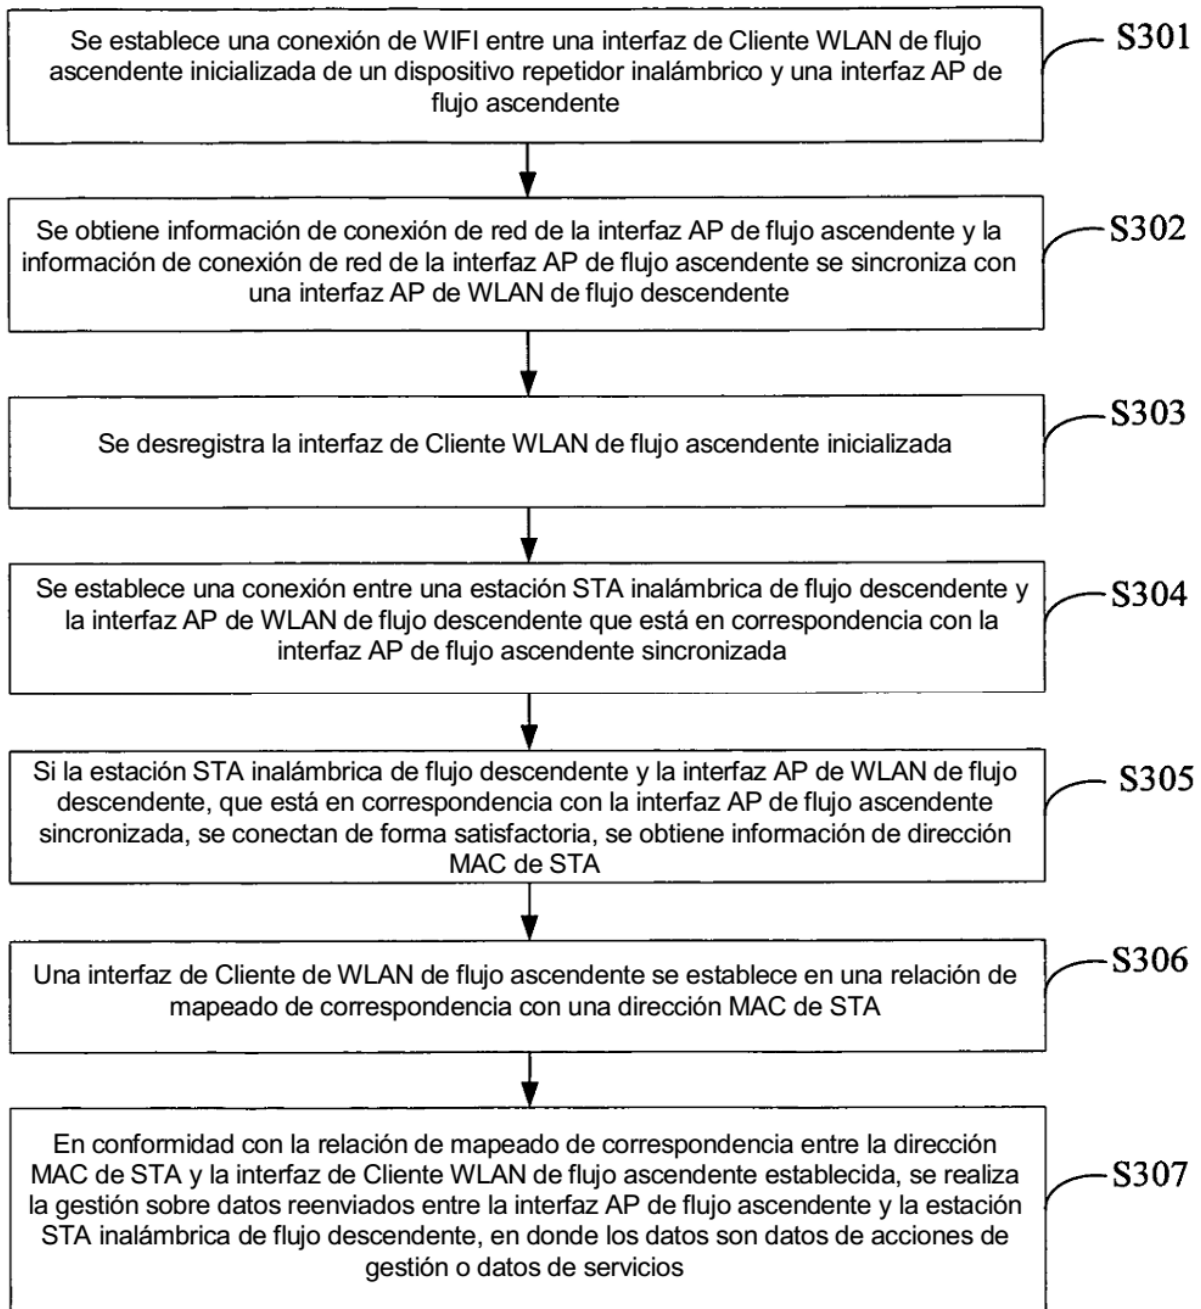 Se establece una conexión de WIFI entre una interfaz de Cliente WLAN de flujo
ascendente inicializada de un dispositivo repetidor inalámbrico y una interfaz AP de
flujo ascendente
S301
Se obtiene información de conexión de red de la interfaz AP de flujo ascendente y la
información de conexión de red de la interfaz AP de flujo ascendente se sincroniza con
una interfaz AP de WLAN de flujo descendente
S302
Se desregistra la interfaz de Cliente WLAN de flujo ascendente inicializada
S303
Se establece una conexión entre una estación STA inalámbrica de flujo descendente y
la interfaz AP de WLAN de flujo descendente que está en correspondencia con la
interfaz AP de flujo ascendente sincronizada
S304
Si la estación STA inalámbrica de flujo descendente y la interfaz AP de WLAN de flujo
descendente, que está en correspondencia con la interfaz AP de flujo ascendente
sincronizada, se conectan de forma satisfactoria, se obtiene información de dirección
MAC de STA
S305
Una interfaz de Cliente de WLAN de flujo ascendente se establece en una relación de
mapeado de correspondencia con una dirección MAC de STA
S306
En conformidad con la relación de mapeado de correspondencia entre la dirección
MAC de STA y la interfaz de Cliente WLAN de flujo ascendente establecida, se realiza
la gestión sobre datos reenviados entre la interfaz AP de flujo ascendente y la estación
STA inalámbrica de flujo descendente, en donde los datos son datos de acciones de
gestión o datos de servicios
S307